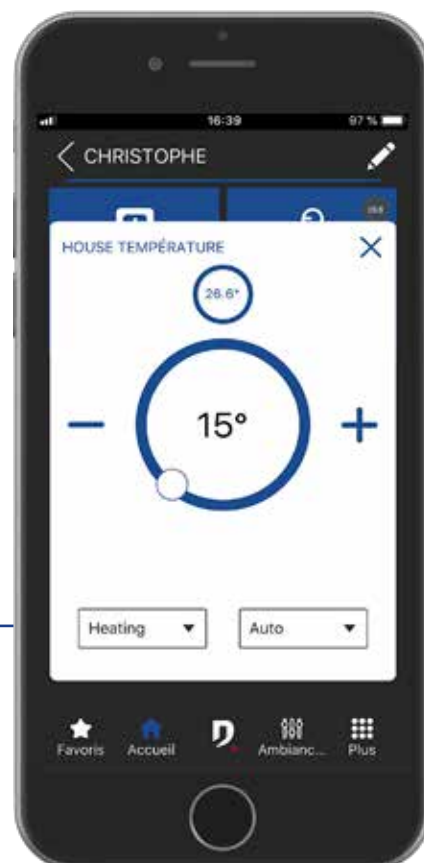 16:39 97 %
CHRISTOPHE
HOUSE TEMPÉRATURE
26.6°
15°
Heating Auto
Favoris Accueil D Ambianc... Plus